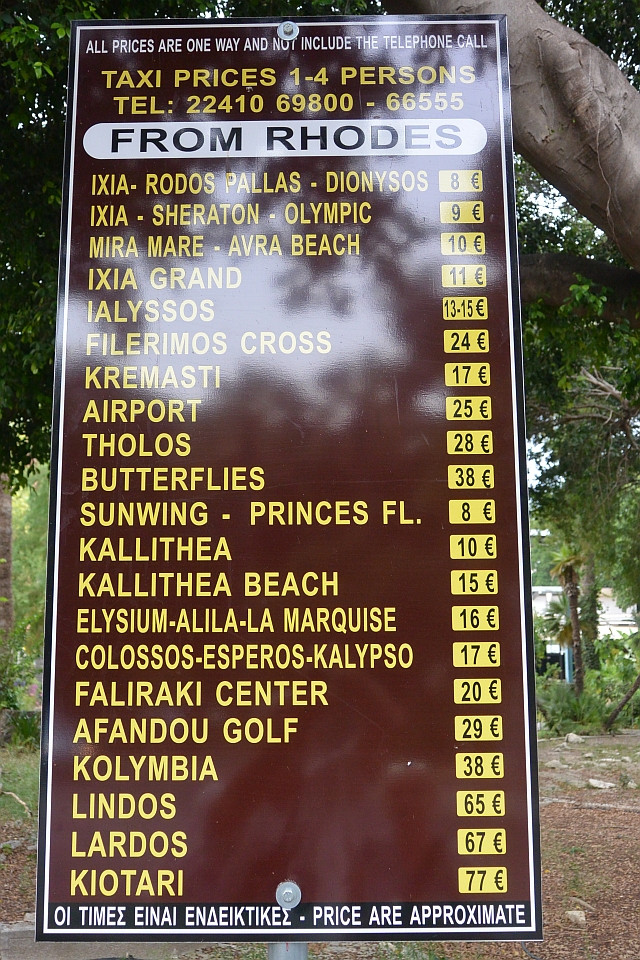 ALL PRICES ARE ONE WAY AND NOT INCLUDE THE TELEPHONE CALL
TAXI PRICES 1-4 PERSONS
TEL: 22410 69800 - 66555
FROM RHODES
IXIA- RODOS PALLAS - DIONYSOS 8 €
IXIA - SHERATON - OLYMPIC 9 €
MIRA MARE - AVRA BEACH 10 €
IXIA GRAND 11 €
IALYSSOS 13-15 €
FILERIMOS CROSS 24 €
KREMASTI 17 €
AIRPORT 25 €
THOLOS 28 €
BUTTERFLIES 38 €
SUNWING - PRINCES FL. 8 €
KALLITHEA 10 €
KALLITHEA BEACH 15 €
ELYSIUM-ALILA-LA MARQUISE 16 €
COLOSSOS-ESPEROS-KALYPSO 17 €
FALIRAKI CENTER 20 €
AFANDOU GOLF 29 €
KOLYMBIA 38 €
LINDOS 65 €
LARDOS 67 €
KIOTARI 77 €
ΟΙ ΤΙΜΕΣ ΕΙΝΑΙ ΕΝΔΕΙΚΤΙΚΕΣ - PRICE ARE APPROXIMATE